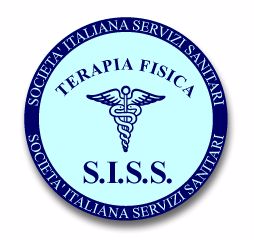 SOCIETA' ITALIANA SERVIZI SANITARI
TERAPIA FISICA
S.I.S.S.
SOCIETA' ITALIANA SERVIZI SANITARI